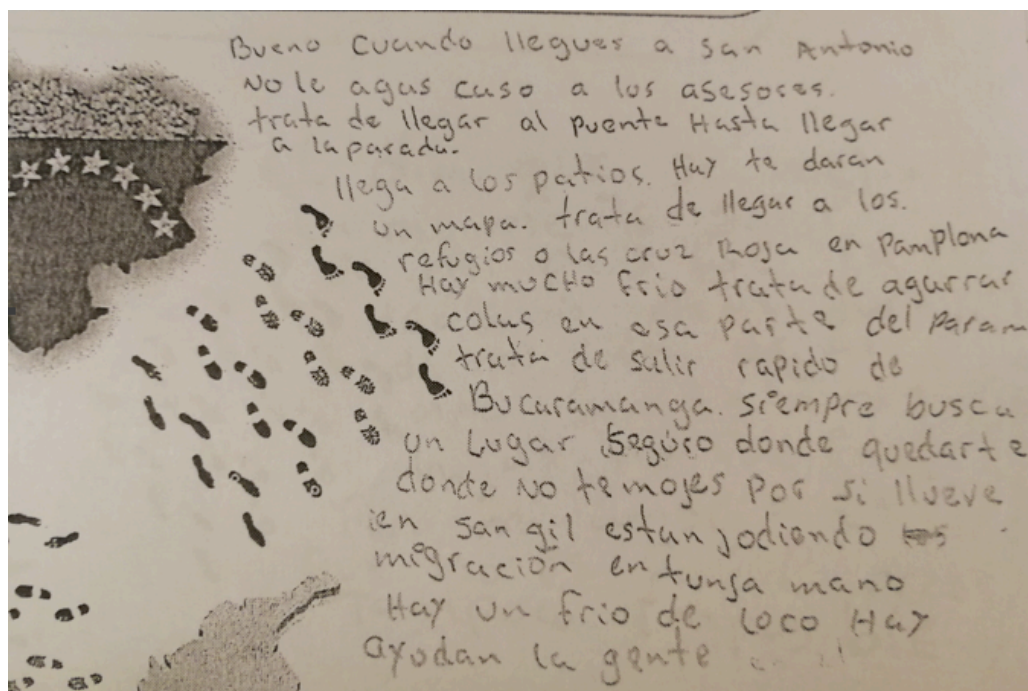 Bueno Cuando llegues a San Antonio
No le agas caso a los asesores.
trata de llegar al puente Hasta llegar
a la parada.
llega a los patios. Hay te daran
un mapa. trata de llegar a los.
refugios o las cruz Roja en Pamplona
Hay mucho frio trata de agarrar
colas en esa parte del Param
trata de salir rapido de
Bucaramanga. siempre busca
un Lugar Seguro donde quedarte
donde No te mojes por si llueve
en San gil estan jodiendo
migración en tunja mano
Hay un frio de loco Hay
ayudan la gente